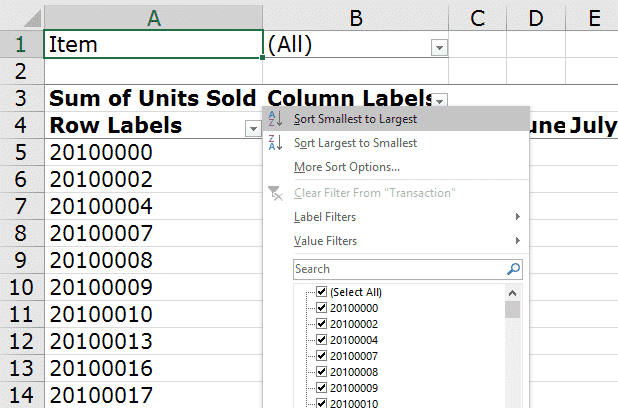 A B C D E
1 Item (All)
2
3 Sum of Units Sold Column Labels
4 Row Labels une July
5 20100000
6 20100002
7 20100004
8 20100007
9 20100008
10 20100009
11 20100010
12 20100013
13 20100016
14 20100017
Sort Smallest to Largest
Sort Largest to Smallest
More Sort Options...
Clear Filter From "Transaction"
Label Filters
Value Filters
Search
(Select All)
20100000
20100002
20100004
20100007
20100008
20100009
20100010